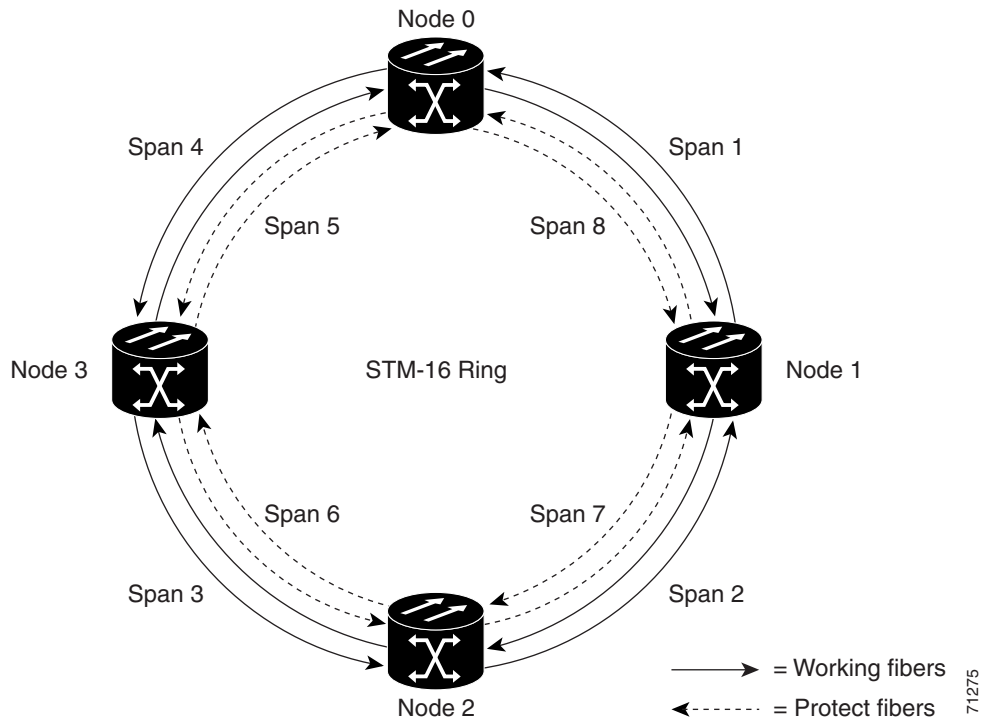 Node 0
Span 4
Span 1
Span 5
Span 8
Node 3
STM-16 Ring
Node 1
Span 6
Span 7
Span 3
Span 2
Node 2
= Working fibers
= Protect fibers
71275